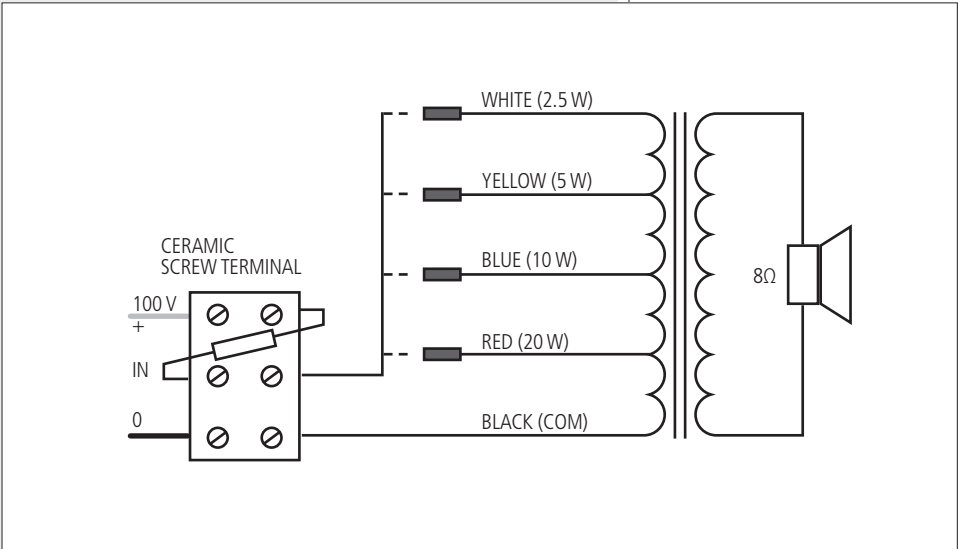 WHITE (2.5 W)
YELLOW (5 W)
BLUE (10 W)
RED (20 W)
BLACK (COM)
CERAMIC
SCREW TERMINAL
100 V
+
IN
0
8Ω